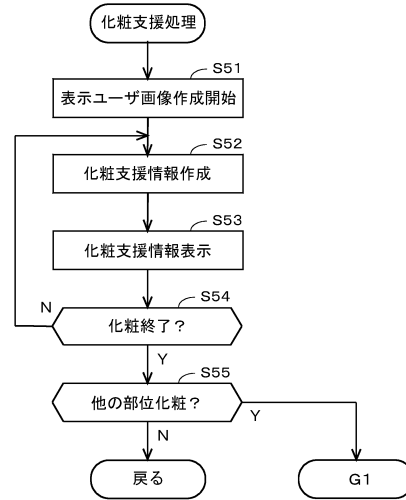 化粧支援処理
S51
表示ユーザ画像作成開始
S52
化粧支援情報作成
S53
化粧支援情報表示
S54
N
化粧終了？
Y
S55
他の部位化粧？
Y
N
戻る
G1